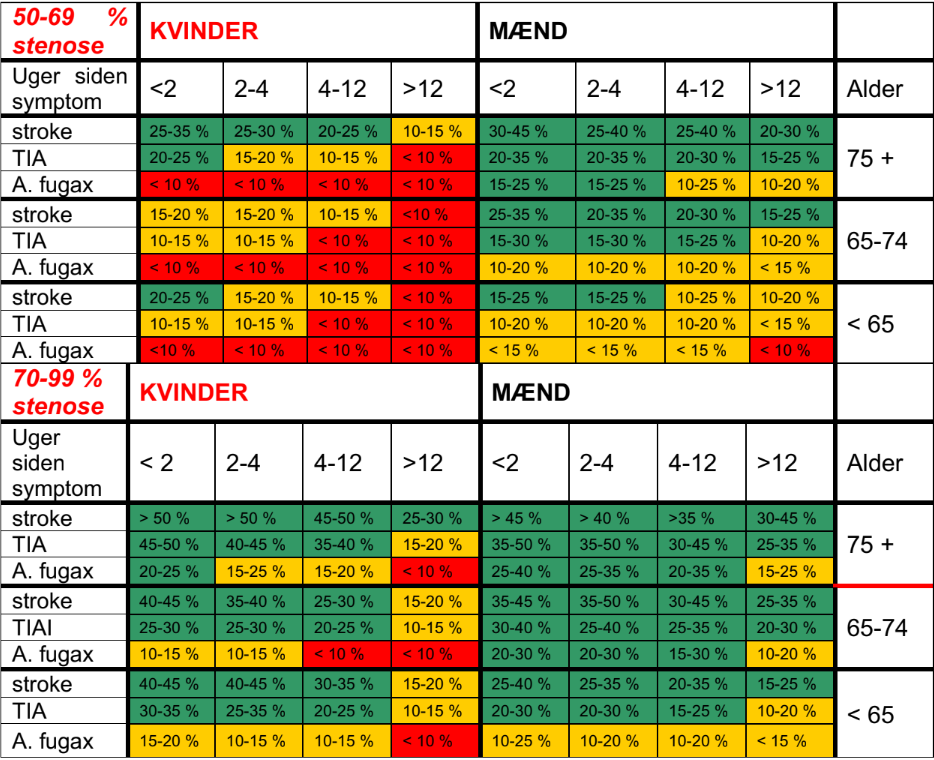 50-69 % stenose KVINDER MÆND
Uger siden symptom <2 2-4 4-12 >12 <2 2-4 4-12 >12 Alder
stroke 25-35 % 25-30 % 20-25 % 10-15 % 30-45 % 25-40 % 25-40 % 20-30 %
TIA 20-25 % 15-20 % 10-15 % < 10 % 20-35 % 20-35 % 20-30 % 15-25 % 75 +
A. fugax < 10 % < 10 % < 10 % < 10 % 15-25 % 15-25 % 10-25 % 10-20 %
stroke 15-20 % 15-20 % 10-15 % <10 % 25-35 % 20-35 % 20-30 % 15-25 %
TIA 10-15 % 10-15 % < 10 % < 10 % 15-30 % 15-30 % 15-25 % 10-20 % 65-74
A. fugax < 10 % < 10 % < 10 % < 10 % 10-20 % 10-20 % 10-20 % < 15 %
stroke 20-25 % 15-20 % 10-15 % < 10 % 15-25 % 15-25 % 10-25 % 10-20 %
TIA 10-15 % 10-15 % < 10 % < 10 % 10-20 % 10-20 % 10-20 % < 15 % < 65
A. fugax <10 % < 10 % < 10 % < 10 % < 15 % < 15 % < 15 % < 10 %
70-99 % stenose KVINDER MÆND
Uger siden symptom < 2 2-4 4-12 >12 <2 2-4 4-12 >12 Alder
stroke > 50 % > 50 % 45-50 % 25-30 % > 45 % > 40 % >35 % 30-45 %
TIA 45-50 % 40-45 % 35-40 % 15-20 % 35-50 % 35-50 % 30-45 % 25-35 % 75 +
A. fugax 20-25 % 15-25 % 15-20 % < 10 % 25-40 % 25-35 % 20-35 % 15-25 %
stroke 40-45 % 35-40 % 25-30 % 15-20 % 35-45 % 35-50 % 30-45 % 25-35 %
TIAI 25-30 % 25-30 % 20-25 % 10-15 % 30-40 % 25-40 % 25-35 % 20-30 % 65-74
A. fugax 10-15 % 10-15 % < 10 % < 10 % 20-30 % 20-30 % 15-30 % 10-20 %
stroke 40-45 % 40-45 % 30-35 % 15-20 % 25-40 % 25-35 % 20-35 % 15-25 %
TIA 30-35 % 25-35 % 20-25 % 10-15 % 20-30 % 20-30 % 15-25 % 10-20 % < 65
A. fugax 15-20 % 10-15 % 10-15 % < 10 % 10-25 % 10-20 % 10-20 % < 15 %